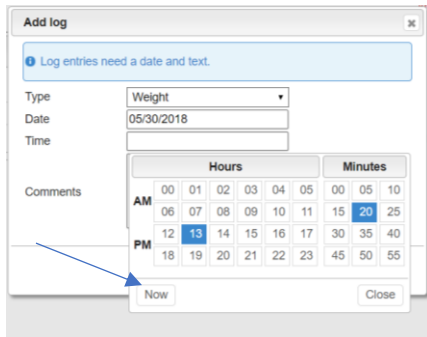 Add log
Log entries need a date and text.
Type Weight
Date 05/30/2018
Time
Hours Minutes
AM 00 01 02 03 04 05 00 05 10
06 07 08 09 10 11 15 20 25
Comments
PM 12 13 14 15 16 17 30 35 40
18 19 20 21 22 23 45 50 55
Now Close